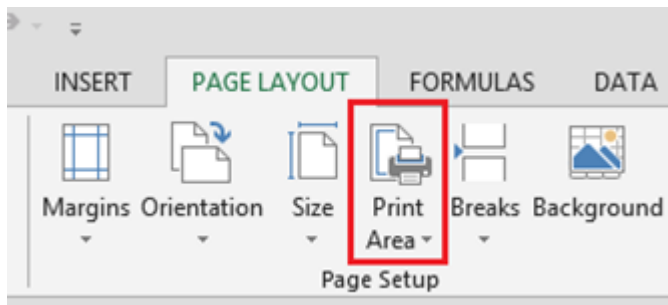 INSERT PAGE LAYOUT FORMULAS DATA
Margins Orientation Size Print Breaks Background
Area
Page Setup